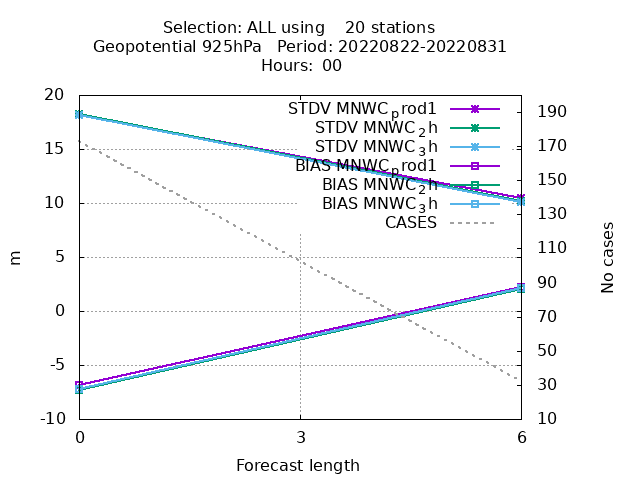 Selection: ALL using 20 stations
Geopotential 925hPa Period: 20220822-20220831
Hours: 00
20
15
10
5
0
-5
-10
m
STDV MNWC_prod1
STDV MNWC_2h
STDV MNWC_3h
BIAS MNWC_prod1
BIAS MNWC_2h
BIAS MNWC_3h
CASES
190
170
150
130
110
90
70
50
30
10
No cases
0 3 6
Forecast length